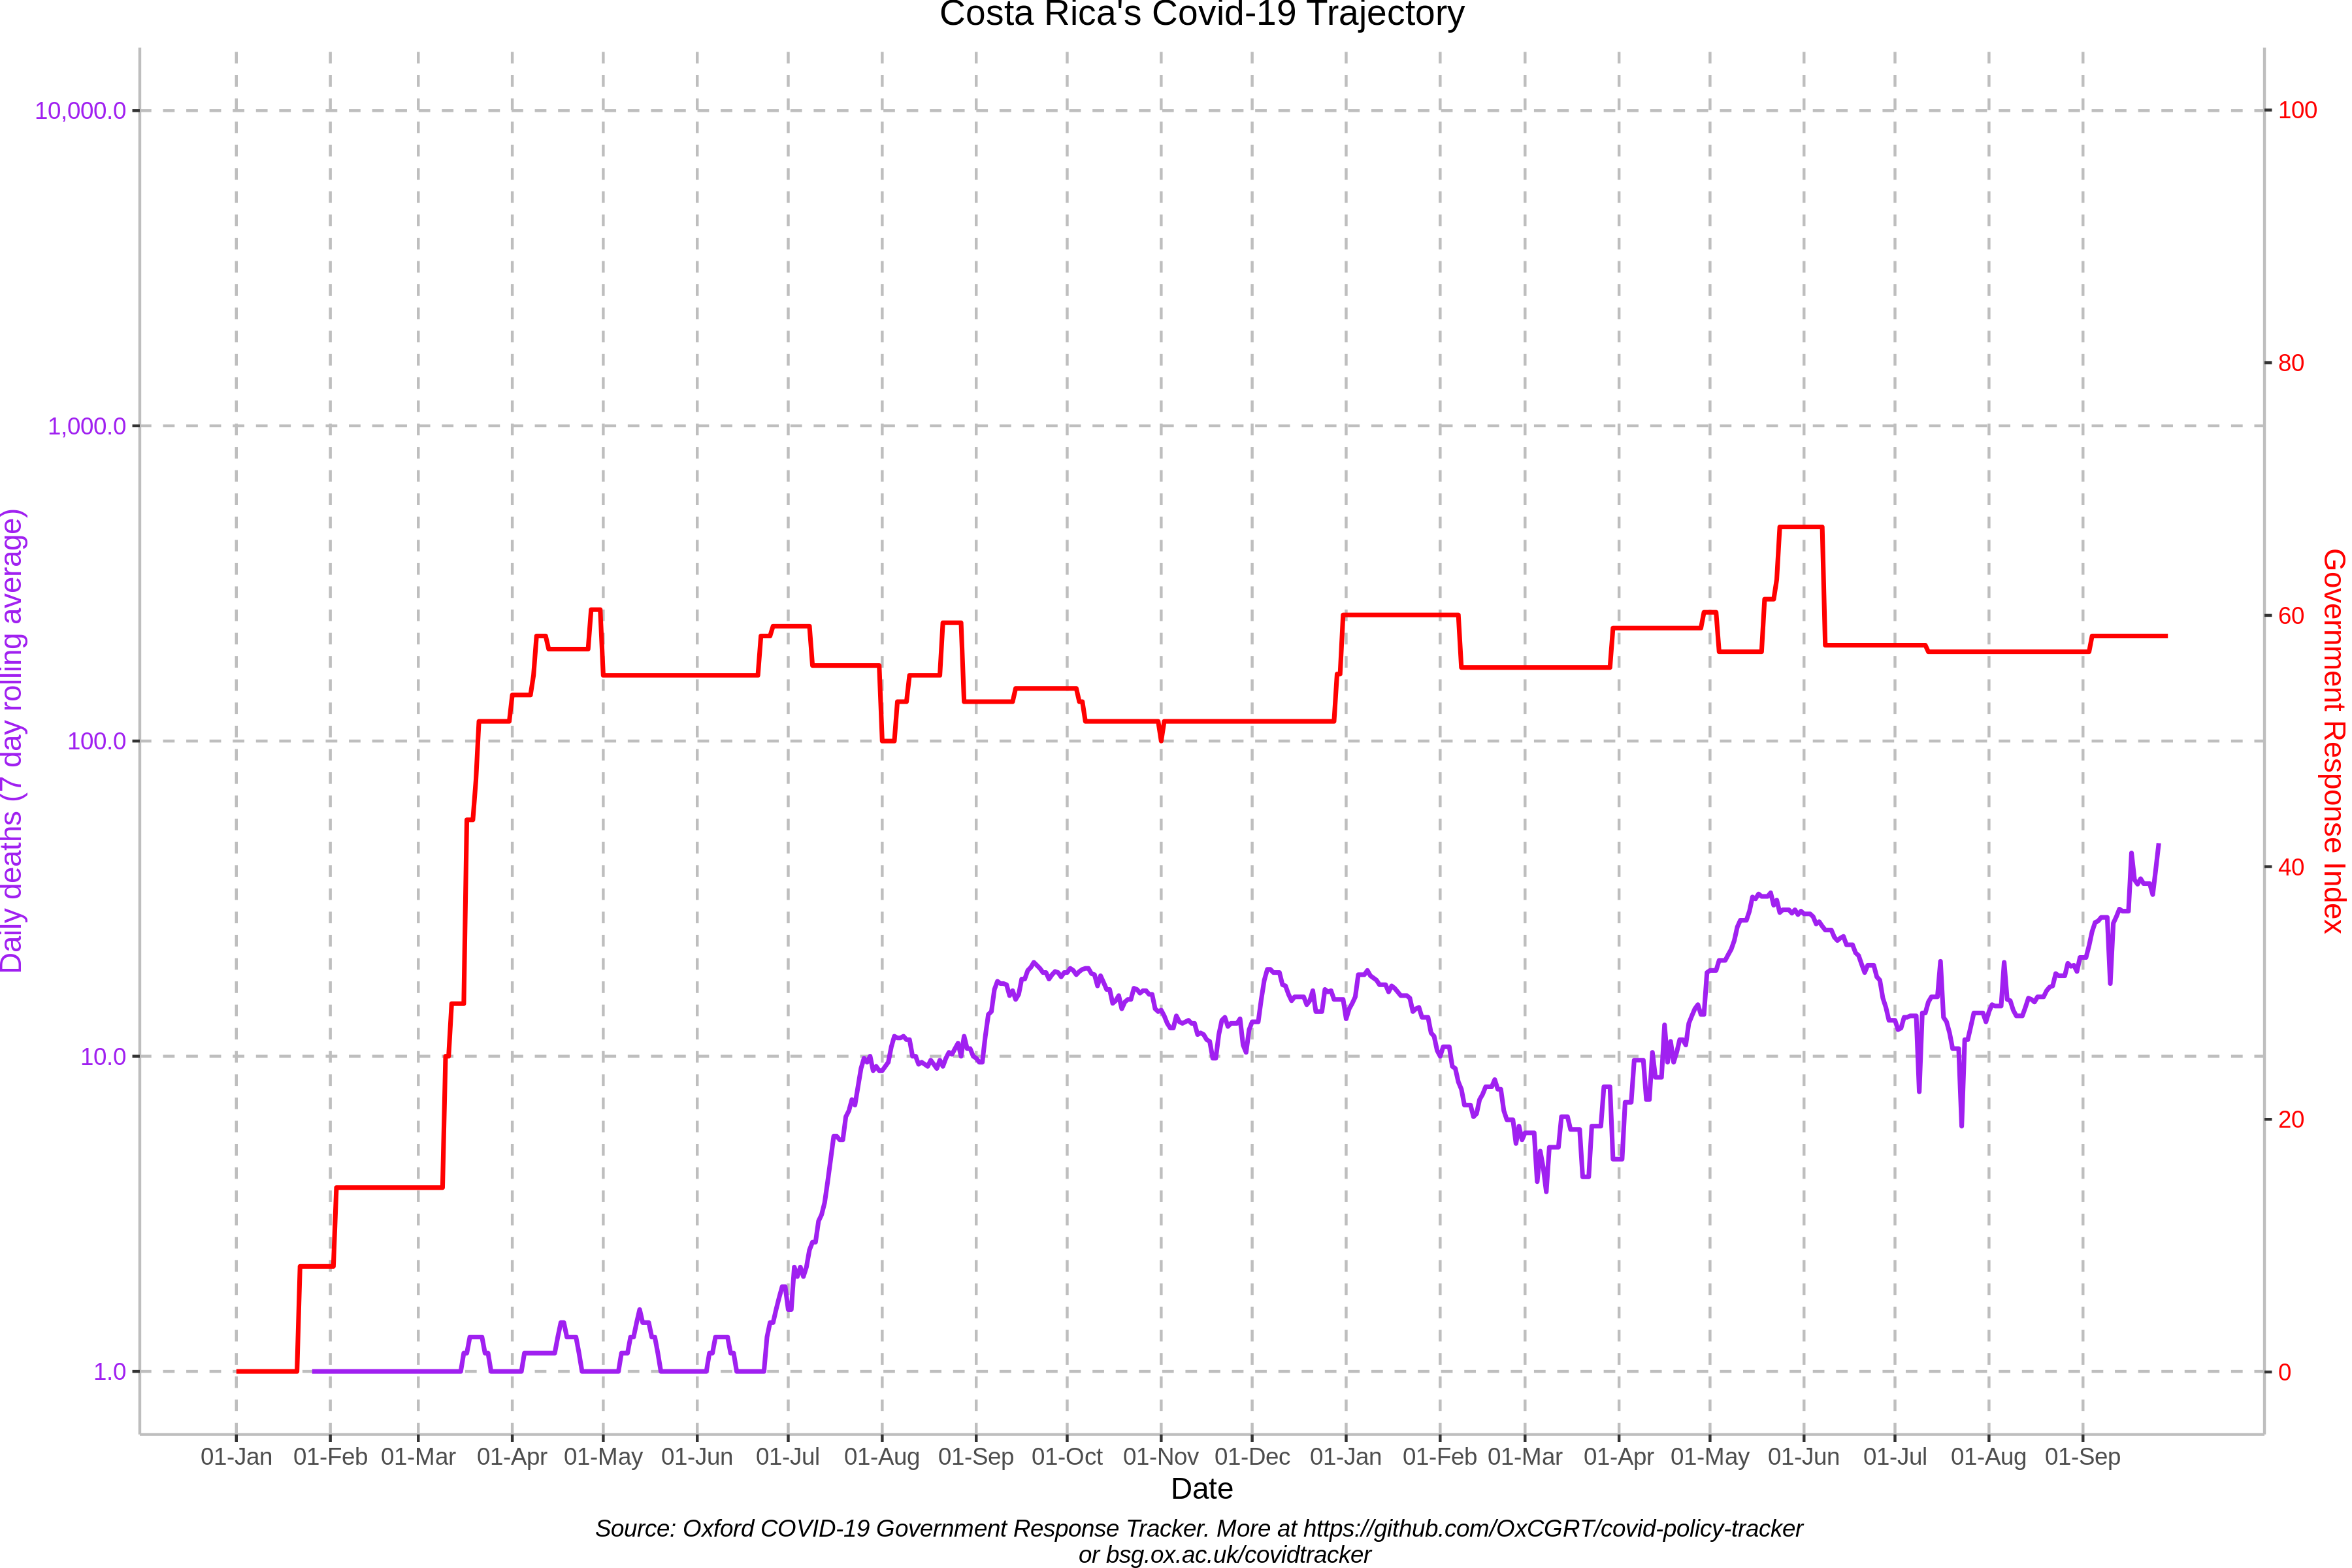 Costa Rica's Covid-19 Trajectory
Daily deaths (7 day rolling average)
10,000.0
1,000.0
100.0
10.0
1.0
100
80
60
40
20
0
Government Response Index
01-Jan 01-Feb 01-Mar 01-Apr 01-May 01-Jun 01-Jul 01-Aug 01-Sep 01-Oct 01-Nov 01-Dec 01-Jan 01-Feb 01-Mar 01-Apr 01-May 01-Jun 01-Jul 01-Aug 01-Sep
Date
Source: Oxford COVID-19 Government Response Tracker. More at https://github.com/OxCGRT/covid-policy-tracker
or bsg.ox.ac.uk/covidtracker